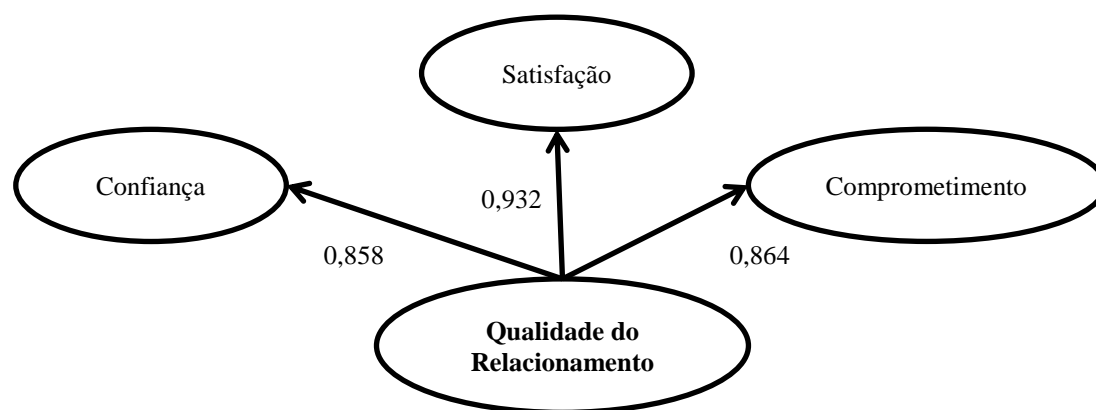 Satisfação
Confiança
Comprometimento
0,932
0,858
0,864
Qualidade do
Relacionamento